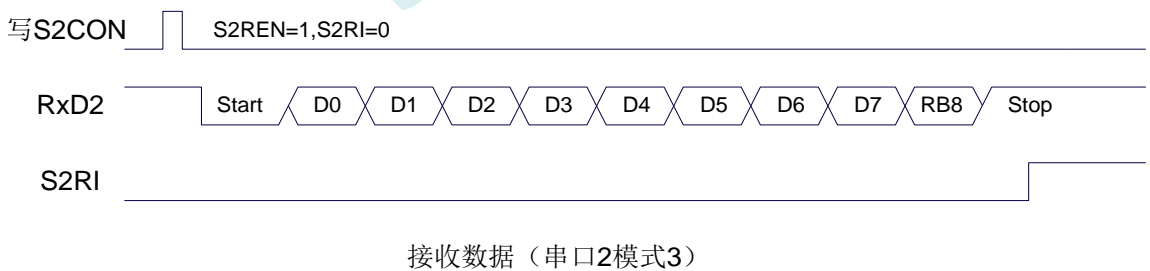 写S2CON S2REN=1,S2RI=0
RxD2 Start D0 D1 D2 D3 D4 D5 D6 D7 RB8 Stop
S2RI
接收数据（串口2模式3）